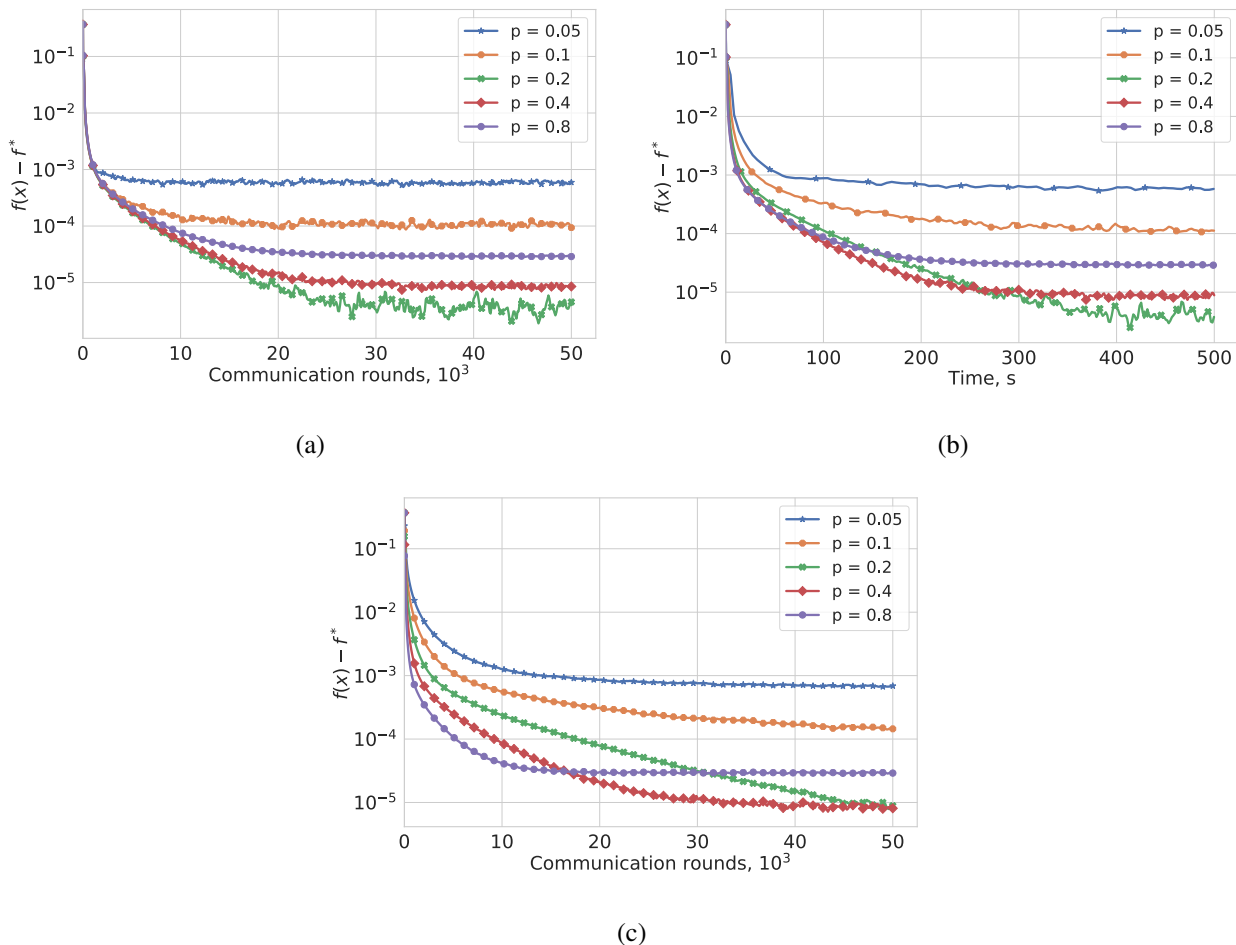 p = 0.05
p = 0.1
p = 0.2
p = 0.4
p = 0.8
10⁻¹
10⁻²
10⁻³
10⁻⁴
10⁻⁵
f(x) − f*
0 10 20 30 40 50
Communication rounds, 10³
(a)
p = 0.05
p = 0.1
p = 0.2
p = 0.4
p = 0.8
10⁻¹
10⁻²
10⁻³
10⁻⁴
10⁻⁵
f(x) − f*
0 100 200 300 400 500
Time, s
(b)
p = 0.05
p = 0.1
p = 0.2
p = 0.4
p = 0.8
10⁻¹
10⁻²
10⁻³
10⁻⁴
10⁻⁵
f(x) − f*
0 10 20 30 40 50
Communication rounds, 10³
(c)